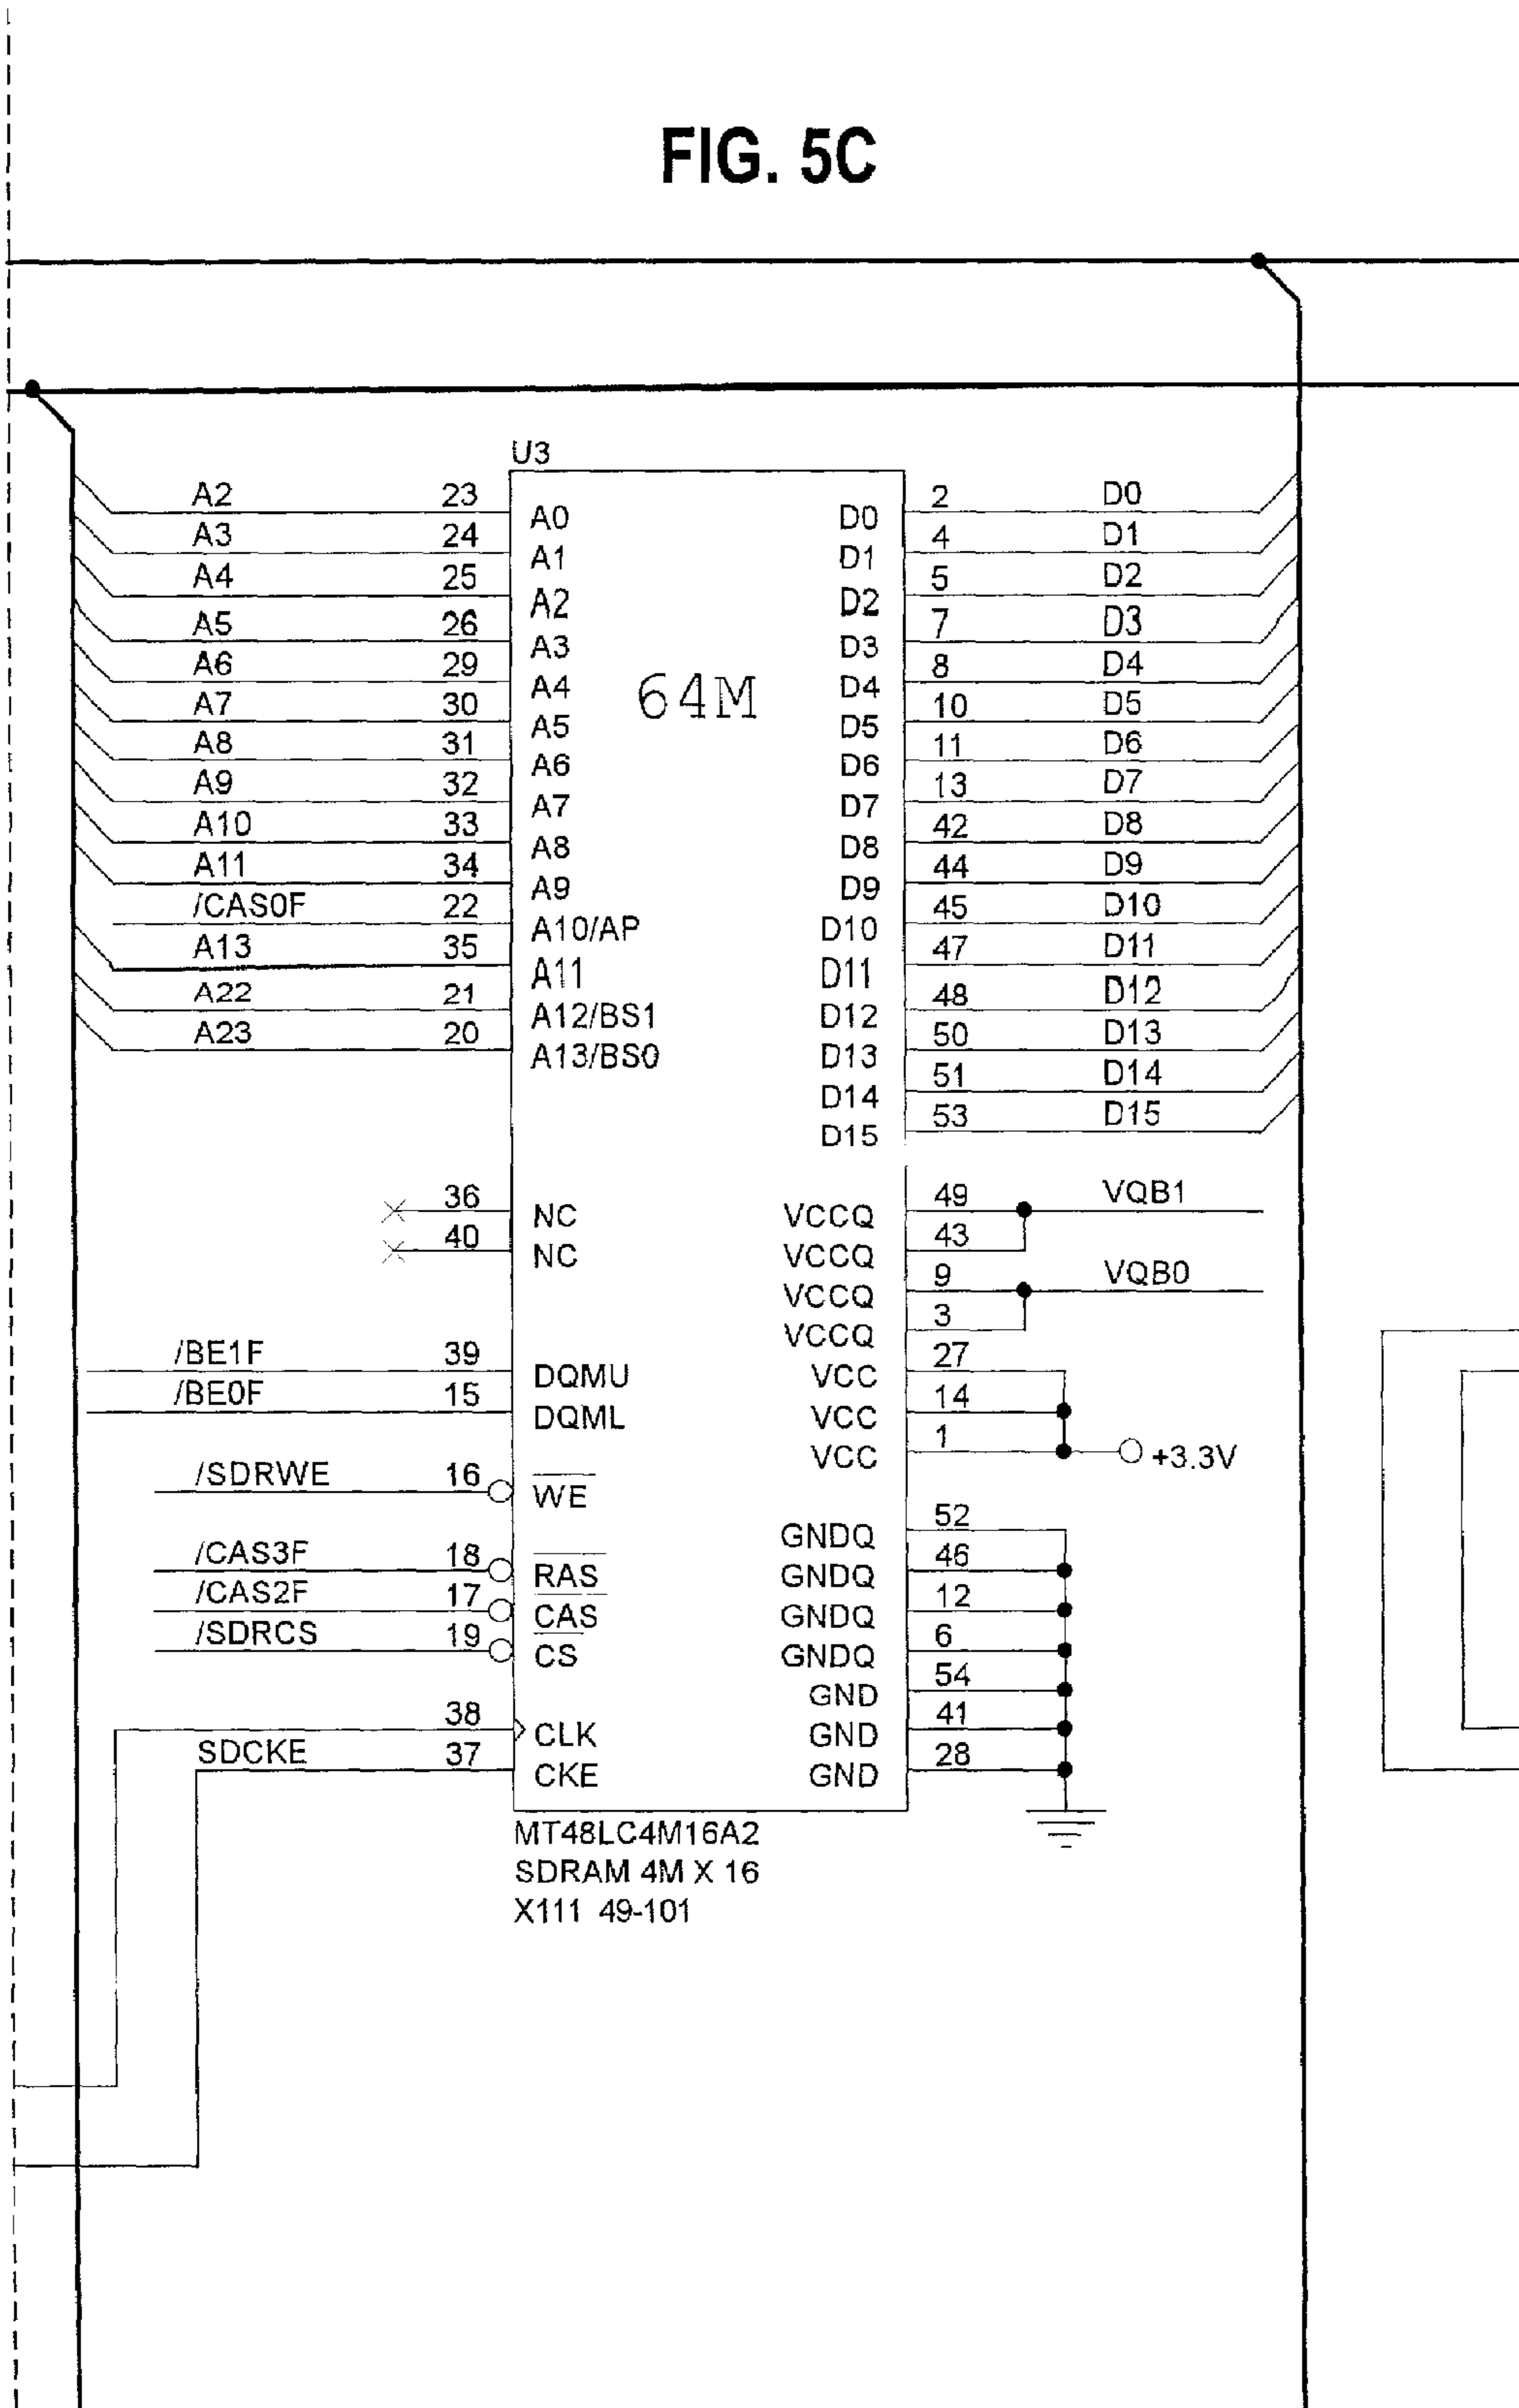 FIG. 5C
U3
A2 23 A0 D0 2 D0
A3 24 A1 D1 4 D1
A4 25 A2 D2 5 D2
A5 26 A3 D3 7 D3
A6 29 A4 64M D4 8 D4
A7 30 A5 D5 10 D5
A8 31 A6 D6 11 D6
A9 32 A7 D7 13 D7
A10 33 A8 D8 42 D8
A11 34 A9 D9 44 D9
/CAS0F 22 A10/AP D10 45 D10
A13 35 A11 D11 47 D11
A22 21 A12/BS1 D12 48 D12
A23 20 A13/BS0 D13 50 D13
D14 51 D14
D15 53 D15
36 NC VCCQ 49 VQB1
40 NC VCCQ 43
VCCQ 9 VQB0
VCCQ 3
/BE1F 39 DQMU VCC 27
/BE0F 15 DQML VCC 14
VCC 1 +3.3V
/SDRWE 16 WE
GNDQ 52
/CAS3F 18 RAS GNDQ 46
/CAS2F 17 CAS GNDQ 12
/SDRCS 19 CS GNDQ 6
GND 54
38 CLK GND 41
SDCKE 37 CKE GND 28
MT48LC4M16A2
SDRAM 4M X 16
X111 49-101